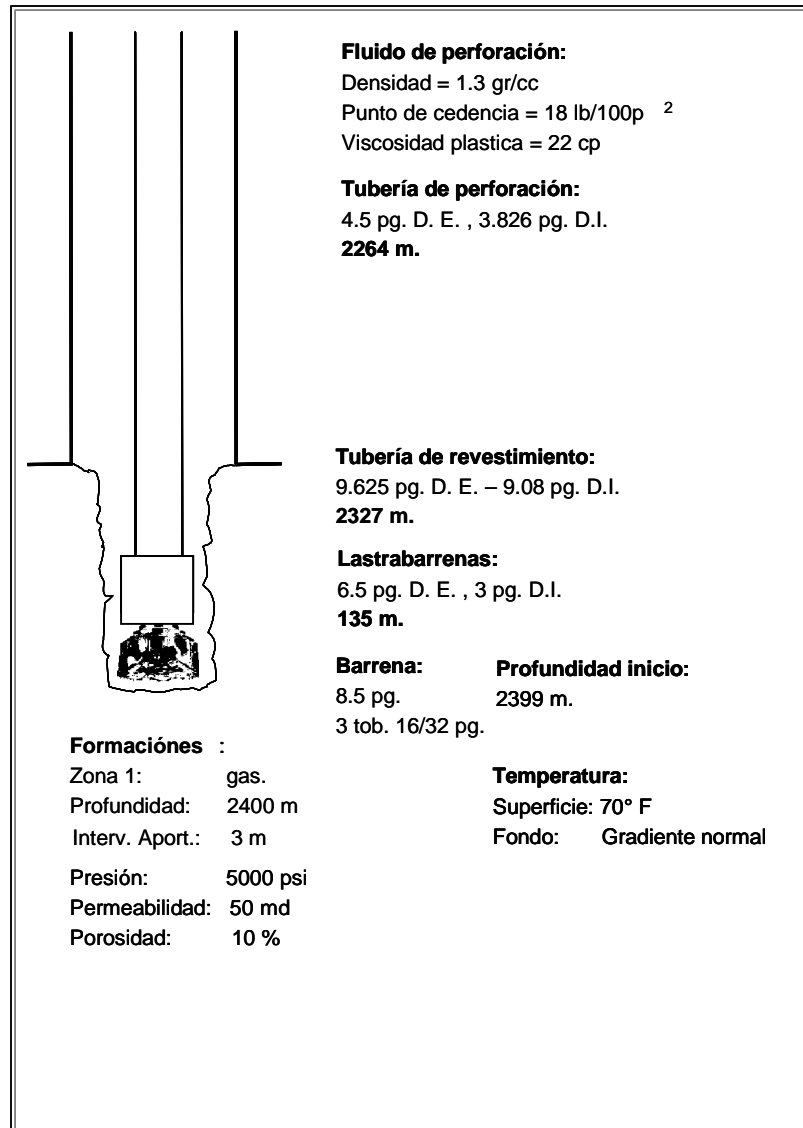 Fluido de perforación:
Densidad = 1.3 gr/cc
Punto de cedencia = 18 lb/100p 2
Viscosidad plastica = 22 cp
Tubería de perforación:
4.5 pg. D. E. , 3.826 pg. D.I.
2264 m.
Tubería de revestimiento:
9.625 pg. D. E. – 9.08 pg. D.I.
2327 m.
Lastrabarrenas:
6.5 pg. D. E. , 3 pg. D.I.
135 m.
Barrena:
8.5 pg.
3 tob. 16/32 pg.
Profundidad inicio:
2399 m.
Formaciónes :
Zona 1: gas.
Profundidad: 2400 m
Interv. Aport.: 3 m
Presión: 5000 psi
Permeabilidad: 50 md
Porosidad: 10 %
Temperatura:
Superficie: 70° F
Fondo: Gradiente normal